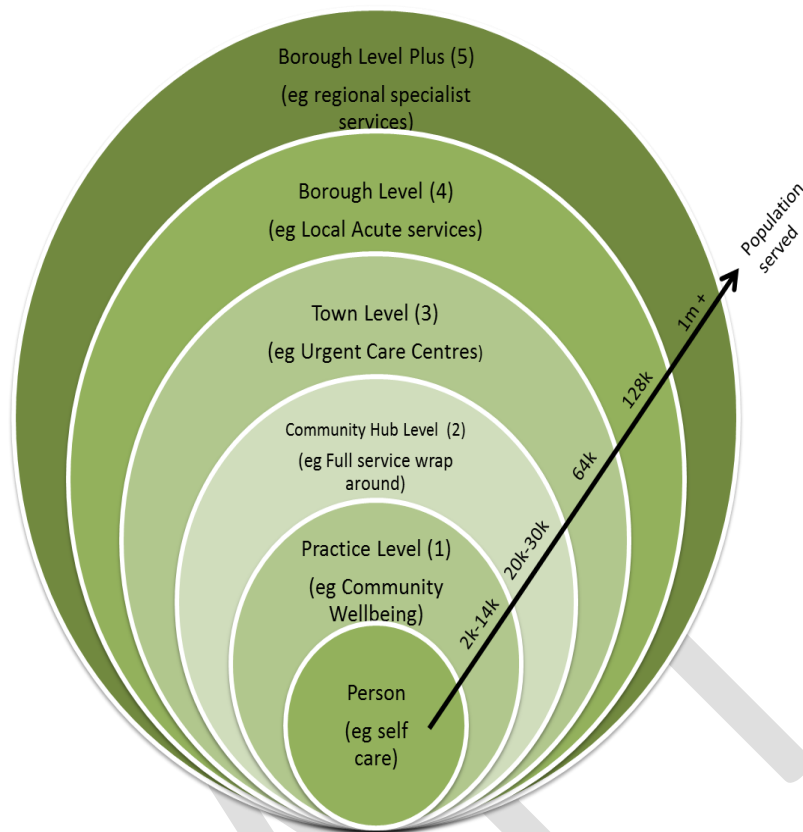 Borough Level Plus (5)
(eg regional specialist
services)
Borough Level (4)
(eg Local Acute services)
Town Level (3)
(eg Urgent Care Centres)
Community Hub Level (2)
(eg Full service wrap
around)
Practice Level (1)
(eg Community
Wellbeing)
Person
(eg self
care)
2k-14k
20k-30k
64k
128k
1m +
Population
served